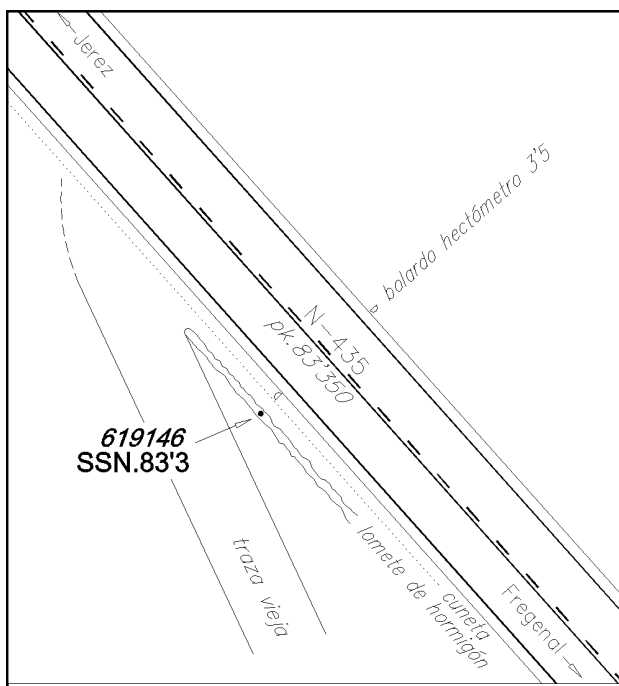 Jerez
bolardo hectómetro 3'5
N-435
pk.83'350
619146
SSN.83'3
traza vieja
lomete de hormigón
cuneta
Fregenal